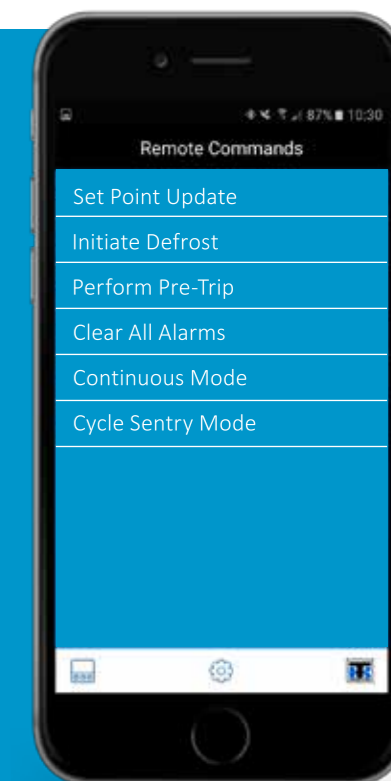 87% 10:30
Remote Commands
Set Point Update
Initiate Defrost
Perform Pre-Trip
Clear All Alarms
Continuous Mode
Cycle Sentry Mode